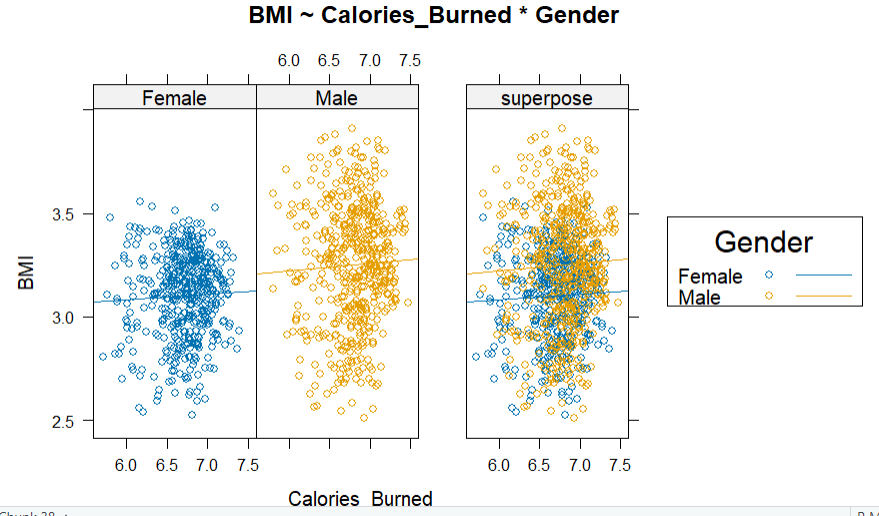 BMI ~ Calories_Burned * Gender
6.0 6.5 7.0 7.5
Female Male superpose
3.5
3.0
2.5
BMI
6.0 6.5 7.0 7.5 6.0 6.5 7.0 7.5
Calories_Burned
Gender
Female
Male